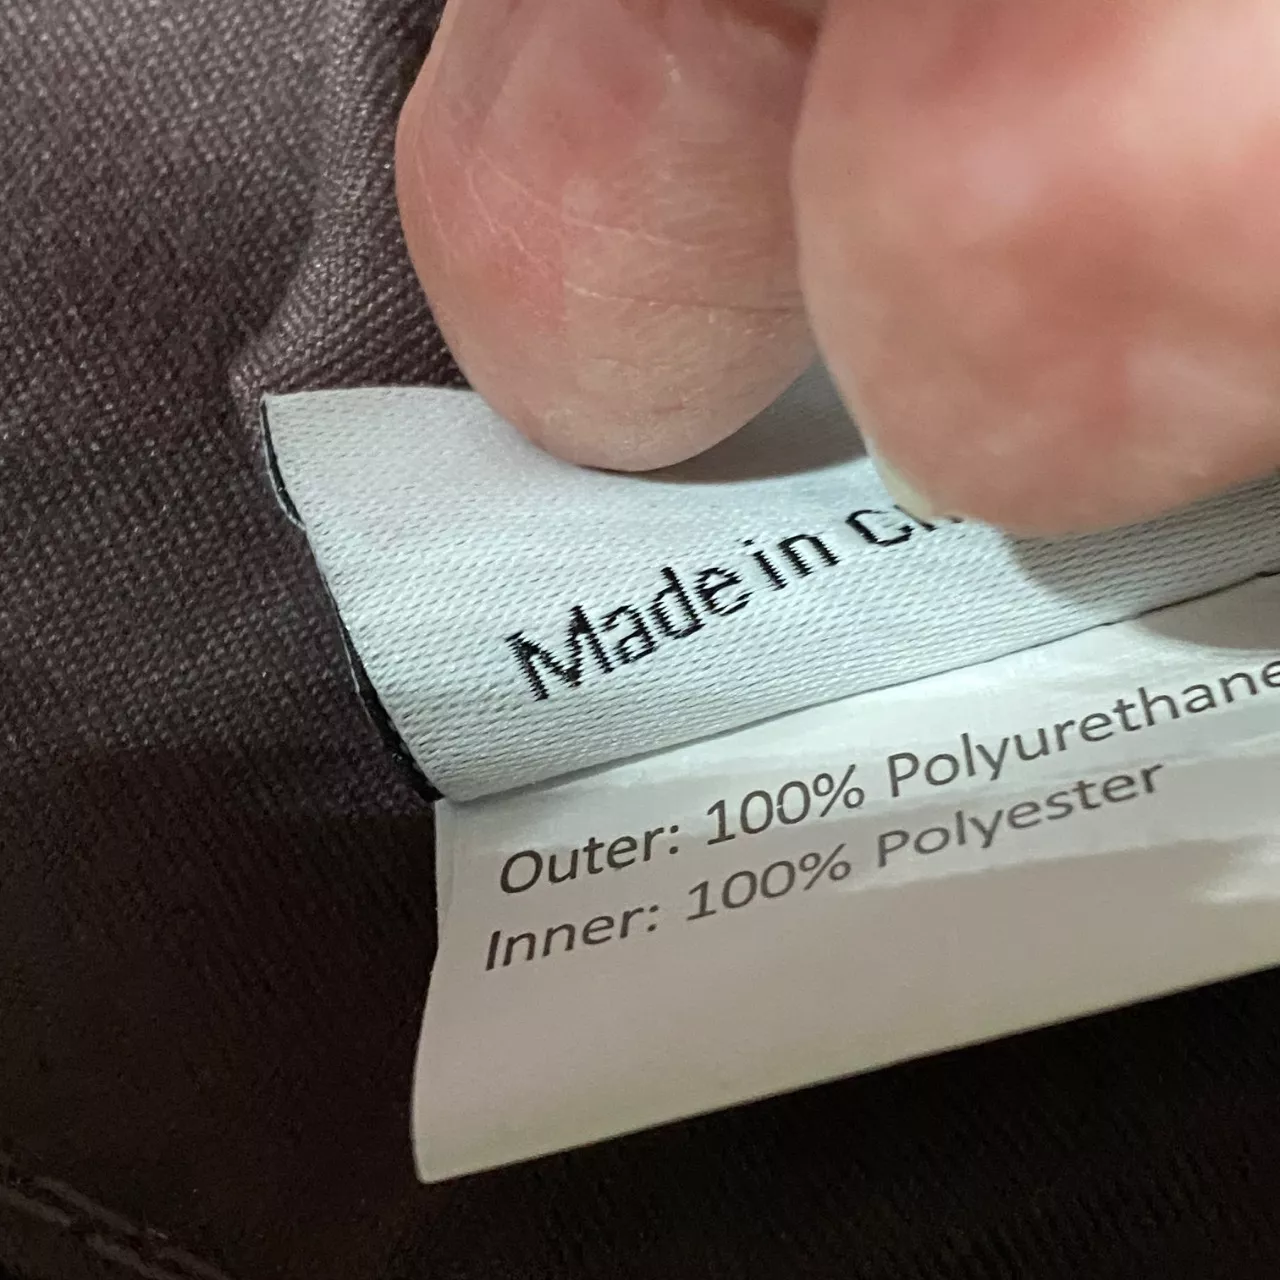 Made in
Outer: 100% Polyurethane
Inner: 100% Polyester